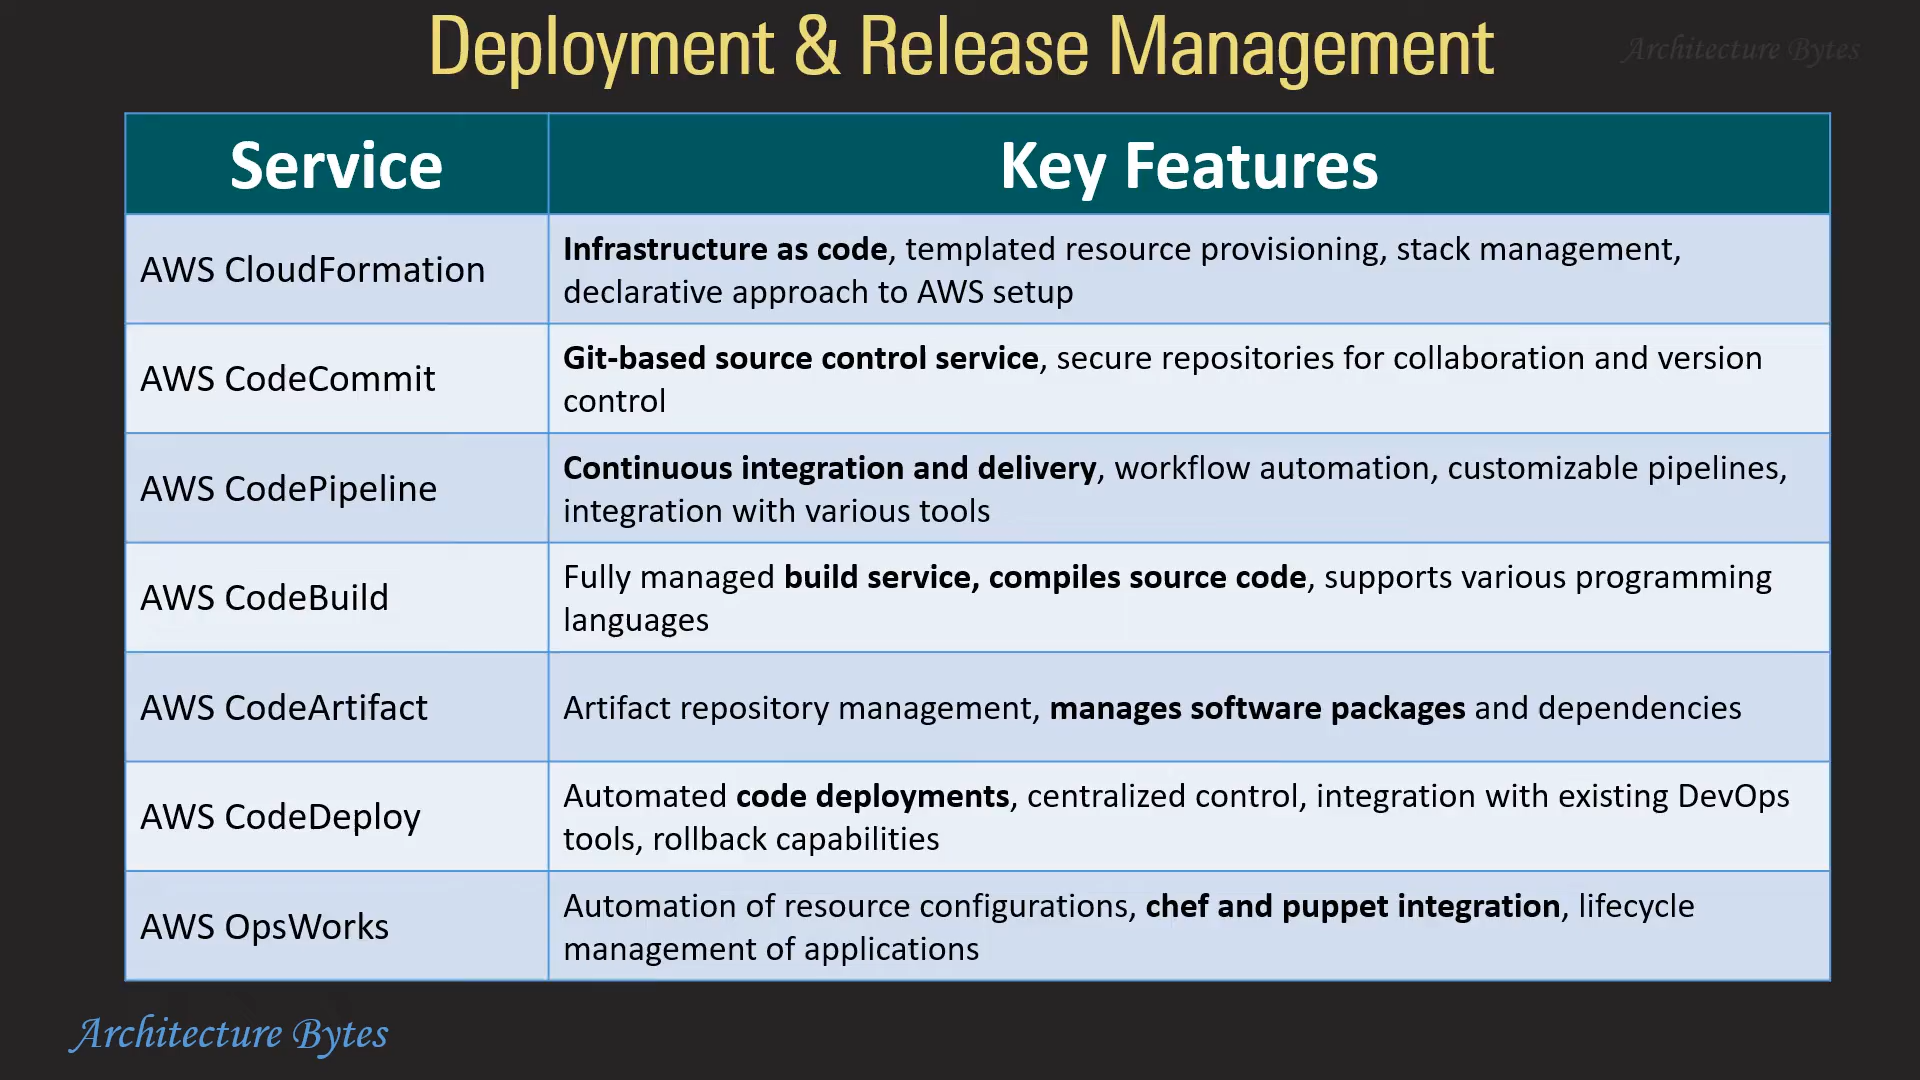 Deployment & Release Management
Architecture Bytes
Service
Key Features
AWS CloudFormation
Infrastructure as code, templated resource provisioning, stack management,
declarative approach to AWS setup
AWS CodeCommit
Git-based source control service, secure repositories for collaboration and version
control
AWS CodePipeline
Continuous integration and delivery, workflow automation, customizable pipelines,
integration with various tools
AWS CodeBuild
Fully managed build service, compiles source code, supports various programming
languages
AWS CodeArtifact
Artifact repository management, manages software packages and dependencies
AWS CodeDeploy
Automated code deployments, centralized control, integration with existing DevOps
tools, rollback capabilities
AWS OpsWorks
Automation of resource configurations, chef and puppet integration, lifecycle
management of applications
Architecture Bytes